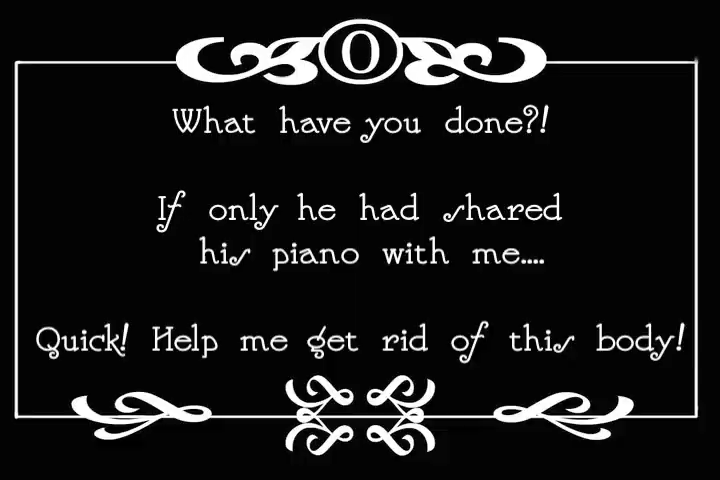 O
What have you done?!
If only he had shared
his piano with me....
Quick! Help me get rid of this body!